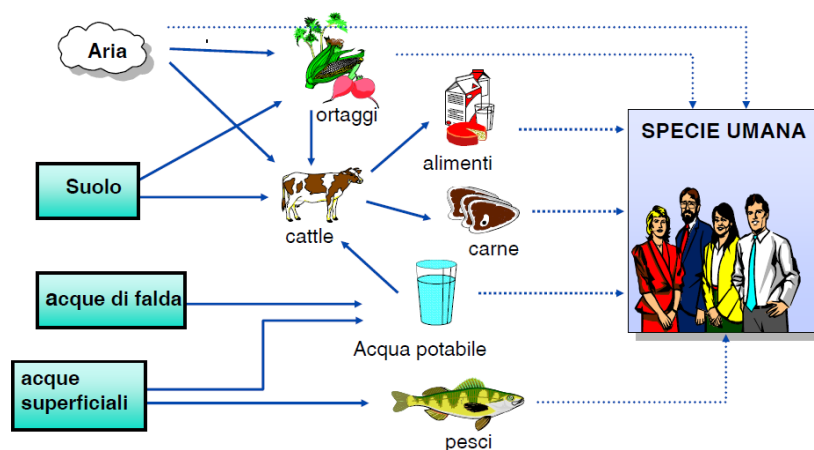 Aria
ortaggi
alimenti
SPECIE UMANA
Suolo
cattle
carne
acque di falda
Acqua potabile
acque
superficiali
pesci